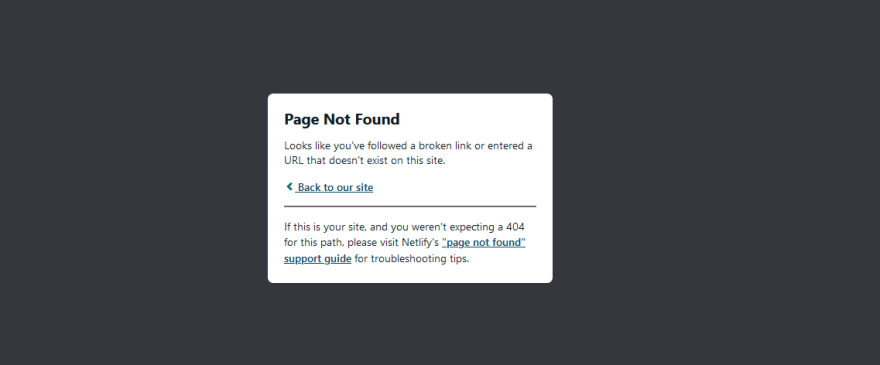 Page Not Found
Looks like you've followed a broken link or entered a
URL that doesn't exist on this site.
Back to our site
If this is your site, and you weren't expecting a 404
for this path, please visit Netlify's "page not found"
support guide for troubleshooting tips.